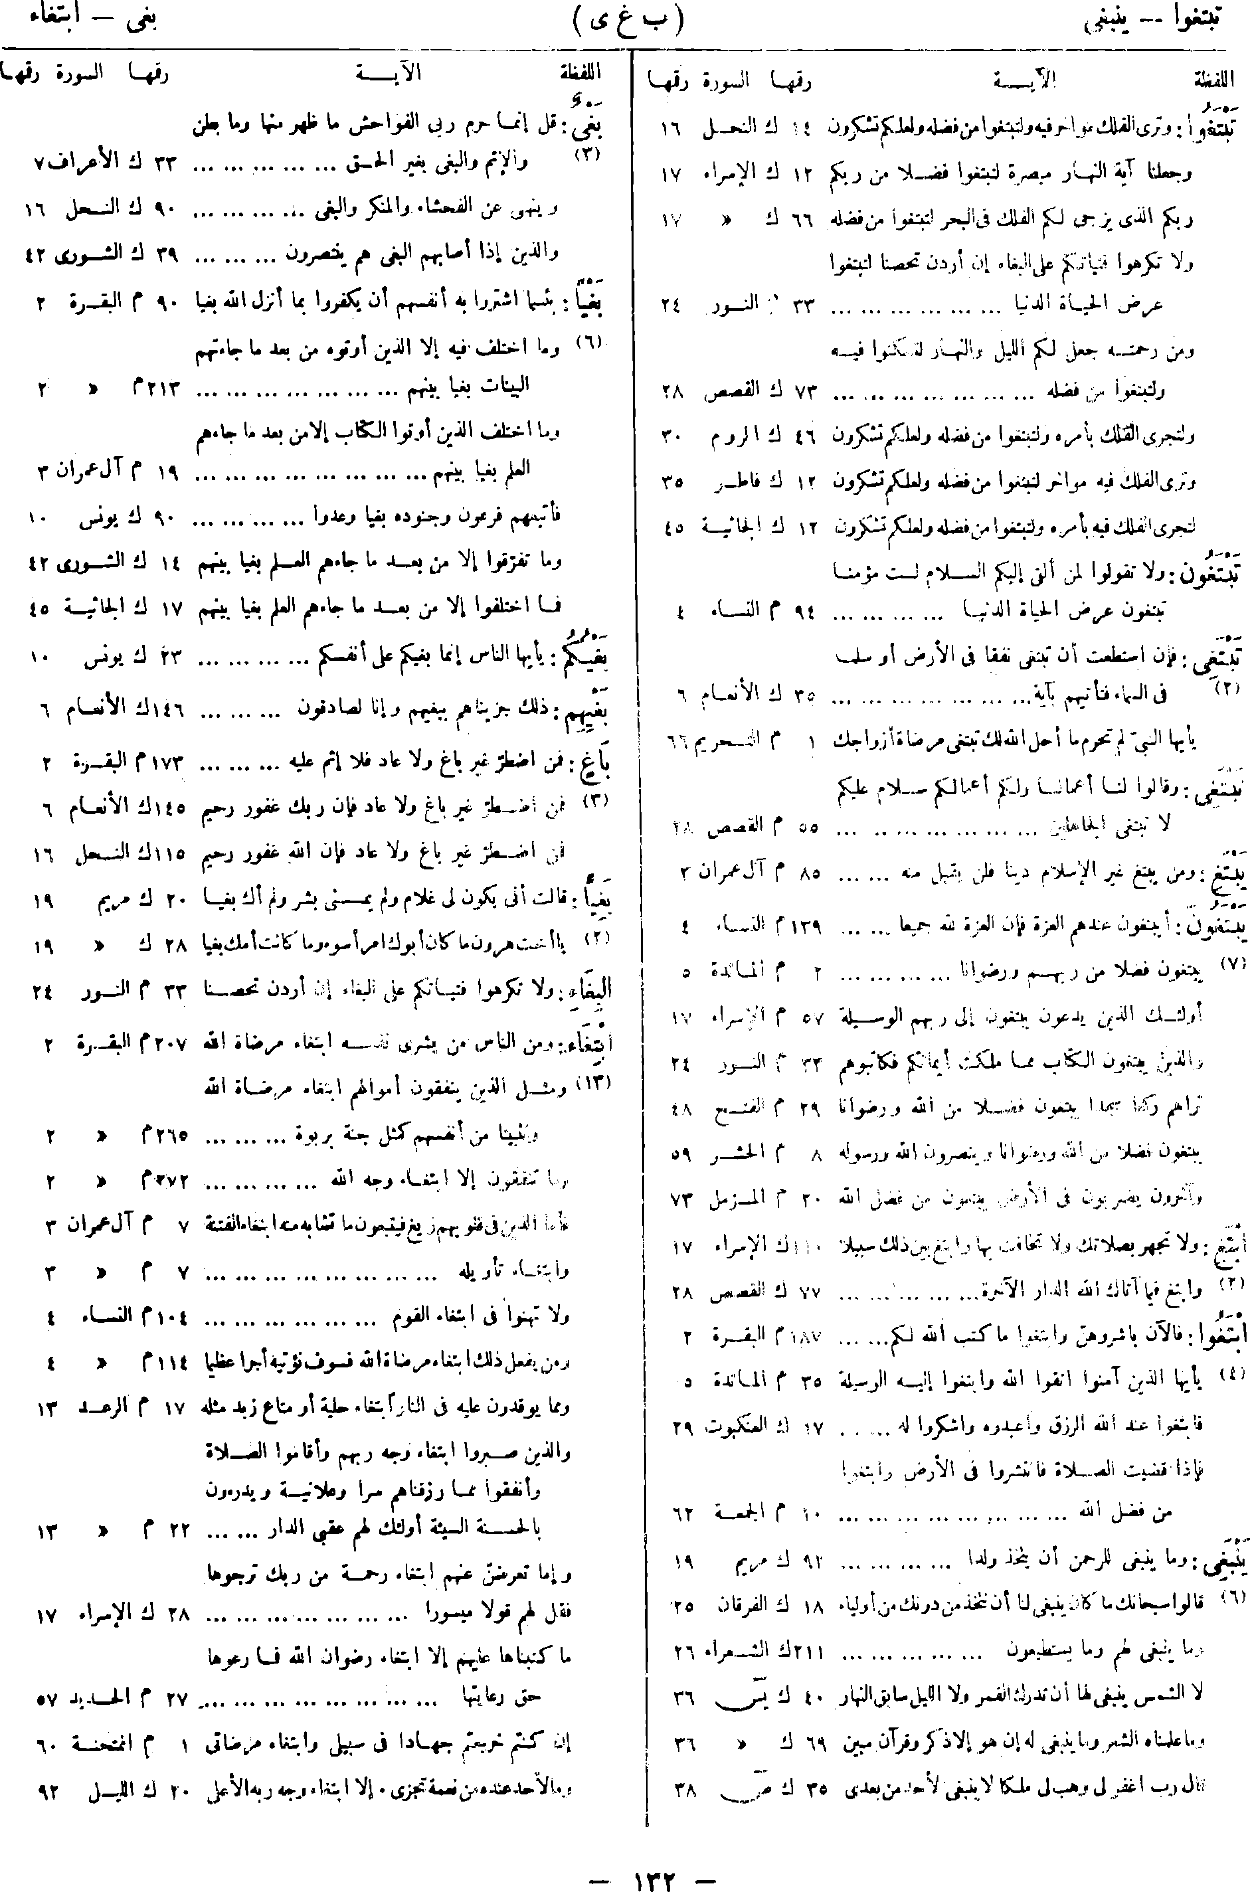 تبتغوا -- ينبغى
( ب غ ى )
بغى — ابتغاء
اللفظة الآيــة رقمها السورة رقمها
تبتغوا : وترى الفلك مواخر فيه ولتبتغوا من فضله ولعلكم تشكرون ١٤ ك النحل ١٦
وجعلنا آية النهار مبصرة لتبتغوا فضلا من ربكم ١٢ ك الإسراء ١٧
ربكم الذى يزجى لكم الفلك فى البحر لتبتغوا من فضله ٦٦ ك » ١٧
ولا تكرهوا فتياتكم على البغاء إن أردن تحصنا لتبتغوا
عرض الحياة الدنيا ... ... ... ... ... ... ٣٣ م النور ٢٤
ومن رحمته جعل لكم الليل والنهار لتسكنوا فيه
ولتبتغوا من فضله ... ... ... ... ... ... ... ٧٣ ك القصص ٢٨
ولتجرى الفلك بأمره ولتبتغوا من فضله ولعلكم تشكرون ٤٦ ك الروم ٣٠
وترى الفلك فيه مواخر لتبتغوا من فضله ولعلكم تشكرون ١٢ ك فاطر ٣٥
لتجرى الفلك فيه بأمره ولتبتغوا من فضله ولعلكم تشكرون ١٢ ك الجاثية ٤٥
تبتغون : ولا تقولوا لمن ألقى إليكم السلام لست مؤمنا
تبتغون عرض الحياة الدنيا ... ... ... ... ٩٤ م النساء ٤
تبتغى : فإن استطعت أن تبتغى نفقا فى الأرض أو سلما
(٢) فى السماء فتأتيهم بآية ... ... ... ... ... ... ... ٣٥ ك الأنعام ٦
يأيها النبىّ لم تحرم ما أحل الله لك تبتغى مرضاة أزواجك ١ م التحريم ٦٦
نبتغى : وقالوا لنا أعمالنا ولكم أعمالكم سلام عليكم
لا نبتغى الجاهلين ... ... ... ... ... ... ... ٥٥ م القصص ٢٨
يبتغ : ومن يبتغ غير الإسلام دينا فلن يقبل منه ... ... ٨٥ م آل عمران ٣
يبتغون : أيبتغون عندهم العزة فإن العزة لله جميعا ... ... ١٣٩م النساء ٤
(٧) يبتغون فضلا من ربهم ورضوانا ... ... ... ... ٢ م المائدة ٥
أولئك الذين يدعون يبتغون إلى ربهم الوسيلة ٥٧ م الإسراء ١٧
والذين يبتغون الكتاب مما ملكت أيمانكم فكاتبوهم ٣٣ م النور ٢٤
تراهم ركعا سجدا يبتغون فضلا من الله ورضوانا ٢٩ م الفتح ٤٨
يبتغون فضلا من الله ورضوانا وينصرون الله ورسوله ٨ م الحشر ٥٩
وآخرون يضربون فى الأرض يبتغون من فضل الله ٢٠ م المزمل ٧٣
ابتغ : ولا تجهر بصلاتك ولا تخافت بها وابتغ بين ذلك سبيلا ١١٠ك الإسراء ١٧
(٢) وابتغ فيما آتاك الله الدار الآخرة ... ... ... ... ... ٧٧ ك القصص ٢٨
ابتغوا : فالآن باشروهنّ وابتغوا ما كتب الله لكم ... ... ١٨٧م البقرة ٢
(٤) يأيها الذين آمنوا اتقوا الله وابتغوا إليه الوسيلة ٣٥ م المائدة ٥
فابتغوا عند الله الرزق واعبدوه واشكروا له ... . . ١٧ ك العنكبوت ٢٩
فإذا قضيت الصلاة فانتشروا فى الأرض وابتغوا
من فضل الله ... ... ... ... ... ... ... ... ١٠ م الجمعة ٦٢
ينبغى : وما ينبغى للرحمن أن يتخذ ولدا ... ... ... ... ٩٢ ك مريم ١٩
(٦) قالوا سبحانك ما كان ينبغى لنا أن نتخذ من دونك من أولياء ١٨ ك الفرقان ٢٥
وما ينبغى لهم وما يستطيعون ... ... ... ... ... ٢١١ك الشعراء ٢٦
لا الشمس ينبغى لها أن تدرك القمر ولا الليل سابق النهار ٤٠ ك يس ٣٦
وما علمناه الشعر وما ينبغى له إن هو إلا ذكر وقرآن مبين ٦٩ ك » ٣٦
قال رب اغفر لى وهب لى ملكا لا ينبغى لأحد من بعدى ٣٥ ك ص ٣٨
اللفظة الآيــة رقمها السورة رقمها
بغى : قل إنما حرم ربى الفواحش ما ظهر منها وما بطن
(٣) والإثم والبغى بغير الحق ... ... ... ... ... ٣٣ ك الأعراف ٧
وينهى عن الفحشاء والمنكر والبغى ... ... ... ... ٩٠ ك النحل ١٦
والذين إذا أصابهم البغى هم ينتصرون ... ... ... ٣٩ ك الشورى ٤٢
بغيا : بئسما اشتروا به أنفسهم أن يكفروا بما أنزل الله بغيا ٩٠ م البقرة ٢
(٦) وما اختلف فيه إلا الذين أوتوه من بعد ما جاءتهم
البينات بغيا بينهم ... ... ... ... ... ... ... ٢١٣م » ٢
وما اختلف الذين أوتوا الكتاب إلا من بعد ما جاءهم
العلم بغيا بينهم ... ... ... ... ... ... ... ... ١٩ م آل عمران ٣
فأتبعهم فرعون وجنوده بغيا وعدوا ... ... ... ... ٩٠ ك يونس ١٠
وما تفرّقوا إلا من بعد ما جاءهم العلم بغيا بينهم ١٤ ك الشورى ٤٢
فما اختلفوا إلا من بعد ما جاءهم العلم بغيا بينهم ١٧ ك الجاثية ٤٥
بغيكم : يأيها الناس إنما بغيكم على أنفسكم ... ... ... ... ٢٣ ك يونس ١٠
بغيهم : ذلك جزيناهم ببغيهم وإنا لصادقون ... ... ... ١٤٦ك الأنعام ٦
باغ : فمن اضطرّ غير باغ ولا عاد فلا إثم عليه ... ... ... ١٧٣م البقرة ٢
(٣) فمن اضطرّ غير باغ ولا عاد فإن ربك غفور رحيم ١٤٥ك الأنعام ٦
فمن اضطرّ غير باغ ولا عاد فإن الله غفور رحيم ١١٥ك النحل ١٦
بغيا : قالت أنى يكون لى غلام ولم يمسسنى بشر ولم أك بغيا ٢٠ ك مريم ١٩
(٢) يا أخت هرون ما كان أبوك امرأ سوء وما كانت أمك بغيا ٢٨ ك » ١٩
البغاء : ولا تكرهوا فتياتكم على البغاء إن أردن تحصنا ٣٣ م النور ٢٤
ابتغاء : ومن الناس من يشرى نفسه ابتغاء مرضاة الله ٢٠٧م البقرة ٢
(١٣) ومثل الذين ينفقون أموالهم ابتغاء مرضاة الله
وتثبيتا من أنفسهم كمثل جنة بربوة ... ... ... ٢٦٥م » ٢
وما تنفقون إلا ابتغاء وجه الله ... ... ... ... ٢٧٢م » ٢
فأما الذين فى قلوبهم زيغ فيتبعون ما تشابه منه ابتغاء الفتنة ٧ م آل عمران ٣
وابتغاء تأويله ... ... ... ... ... ... ... ... ٧ م » ٣
ولا تهنوا فى ابتغاء القوم ... ... ... ... ... ... ١٠٤م النساء ٤
ومن يفعل ذلك ابتغاء مرضاة الله فسوف نؤتيه أجرا عظيما ١١٤م » ٤
ومما يوقدون عليه فى النار ابتغاء حلية أو متاع زبد مثله ١٧ م الرعد ١٣
والذين صبروا ابتغاء وجه ربهم وأقاموا الصلاة
وأنفقوا مما رزقناهم سرا وعلانية ويدرءون
بالحسنة السيئة أولئك لهم عقبى الدار ... ... ٢٢ م » ١٣
وإما تعرضنّ عنهم ابتغاء رحمة من ربك ترجوها
فقل لهم قولا ميسورا ... ... ... ... ... ... ... ٢٨ ك الإسراء ١٧
ما كتبناها عليهم إلا ابتغاء رضوان الله فما رعوها
حق رعايتها ... ... ... ... ... ... ... ... ٢٧ م الحديد ٥٧
إن كنتم خرجتم جهادا فى سبيلى وابتغاء مرضاتى ١ م الممتحنة ٦٠
وما لأحد عنده من نعمة تجزى ٠ إلا ابتغاء وجه ربه الأعلى ٢٠ ك الليل ٩٢
— ١٣٢ —